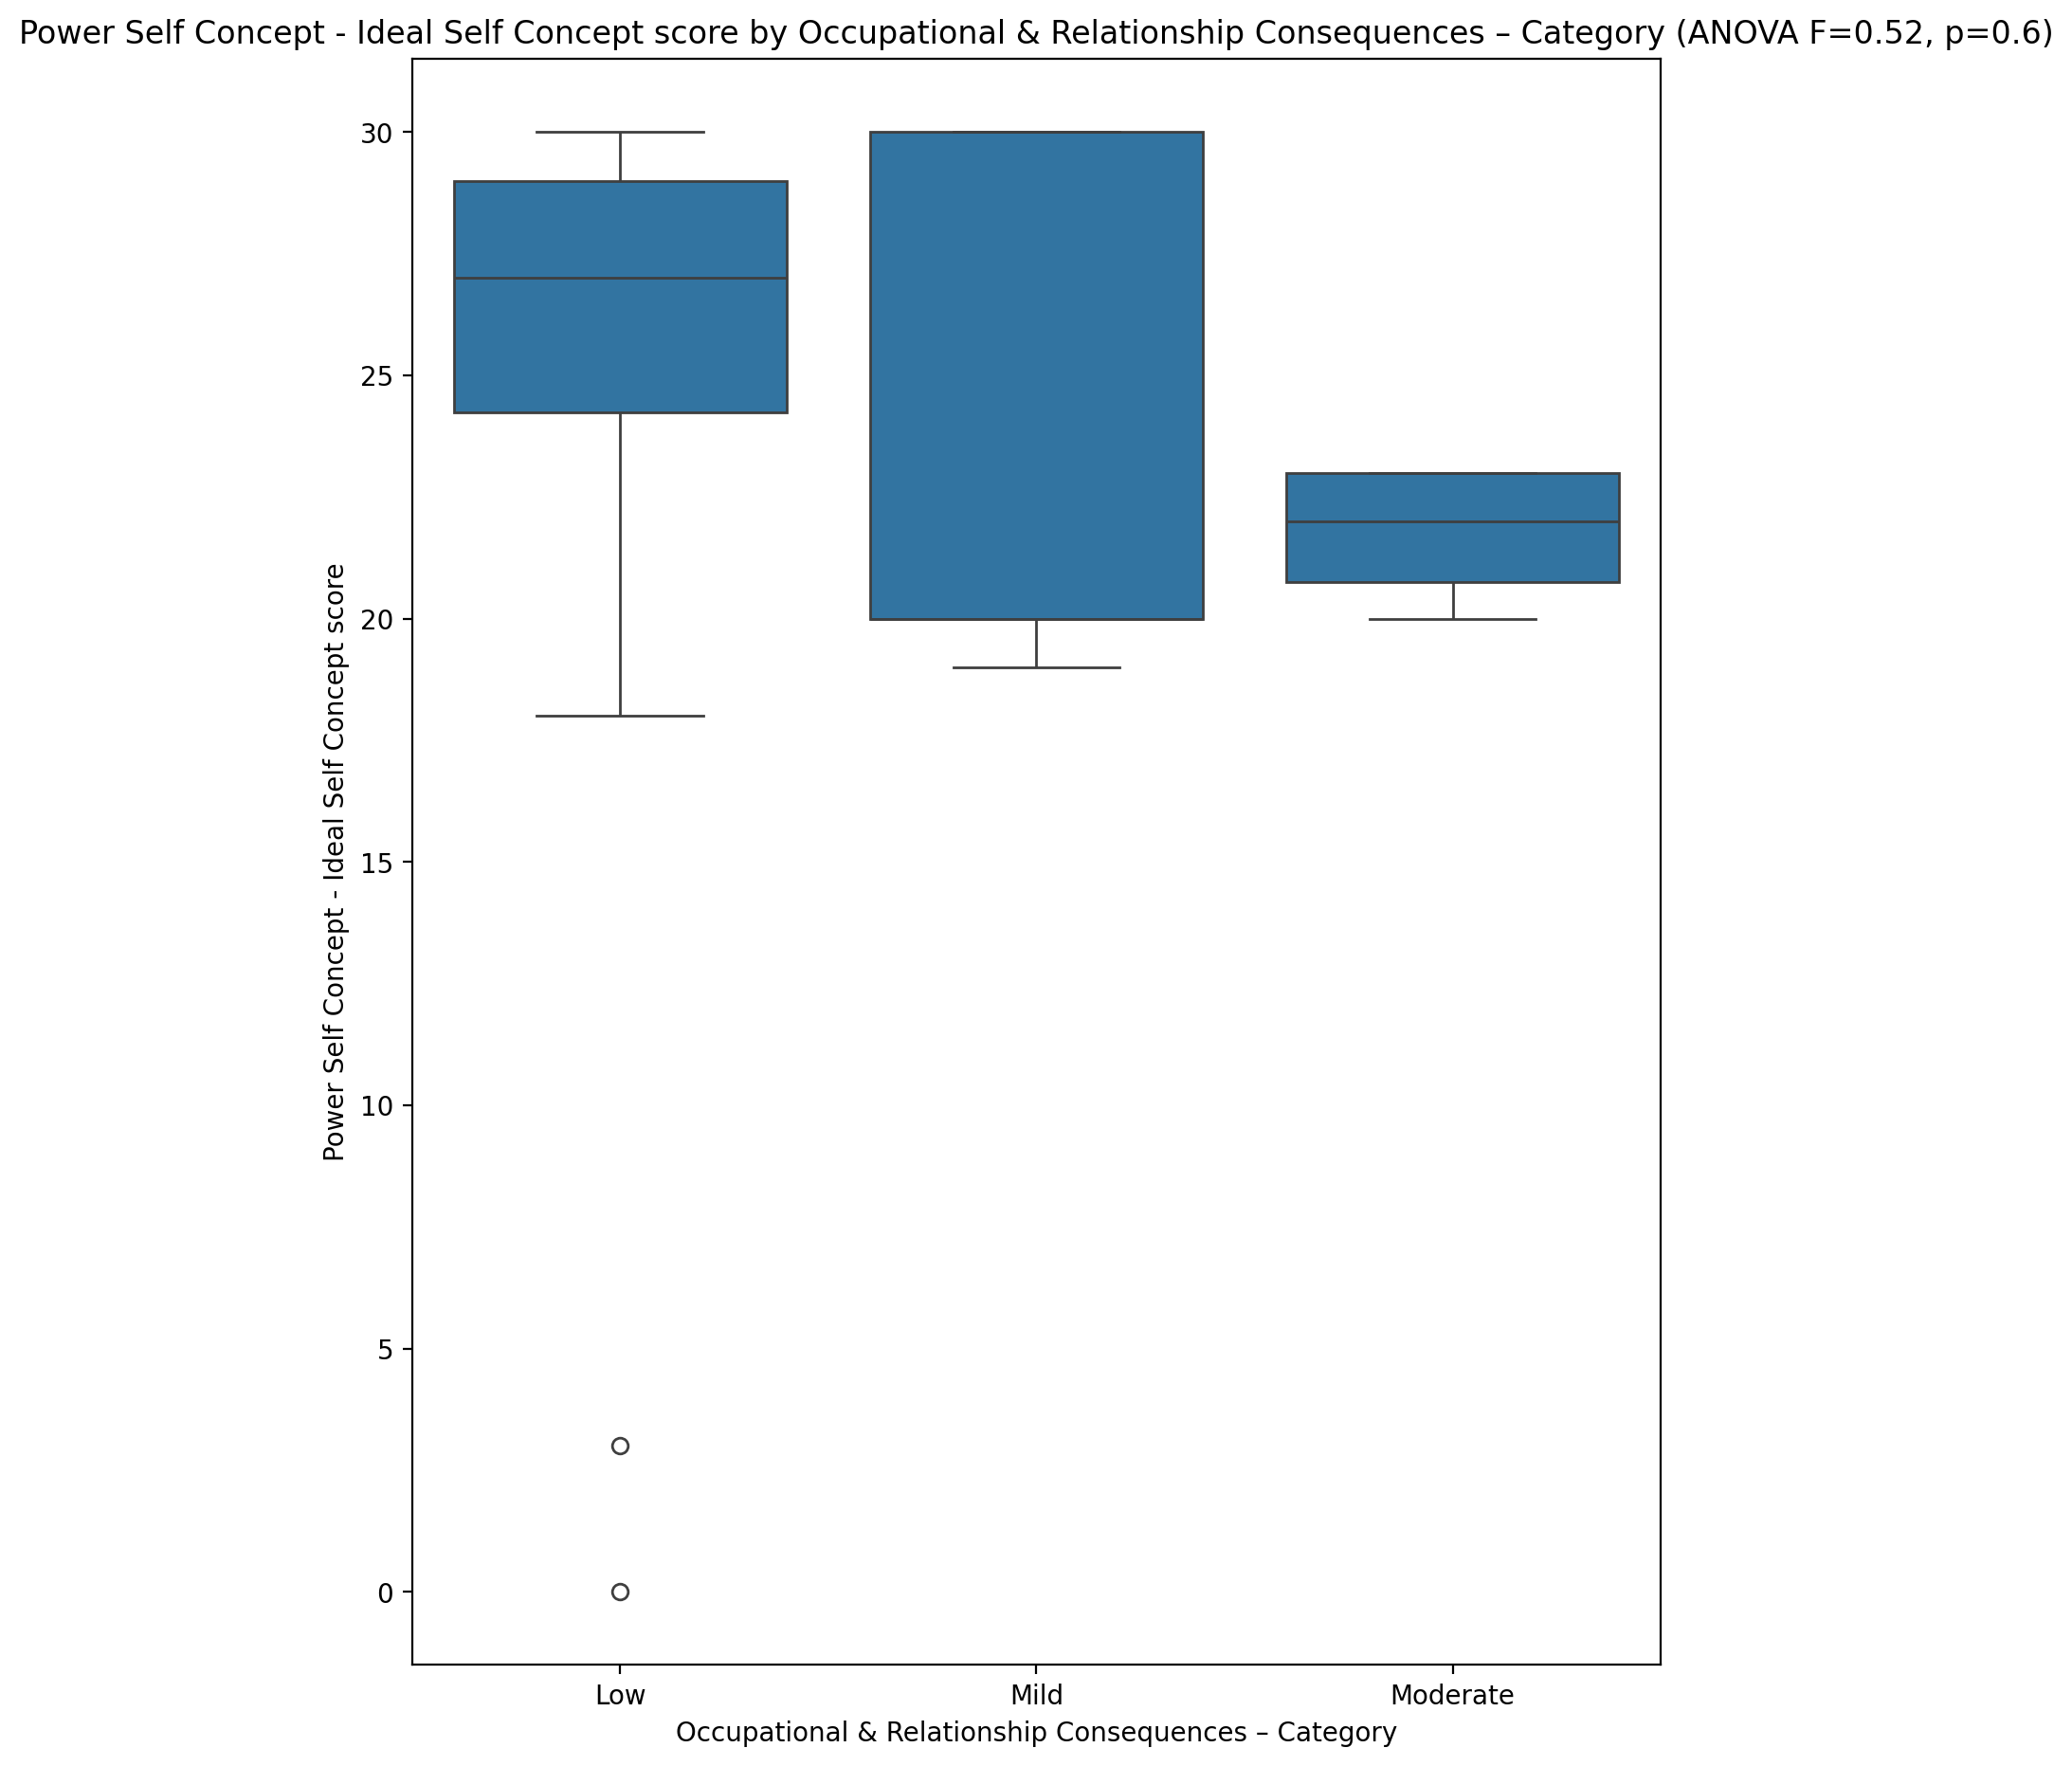 Power Self Concept - Ideal Self Concept score by Occupational & Relationship Consequences – Category (ANOVA F=0.52, p=0.6)
30
25
20
15
10
5
0
Power Self Concept - Ideal Self Concept score
Low
Mild
Moderate
Occupational & Relationship Consequences – Category